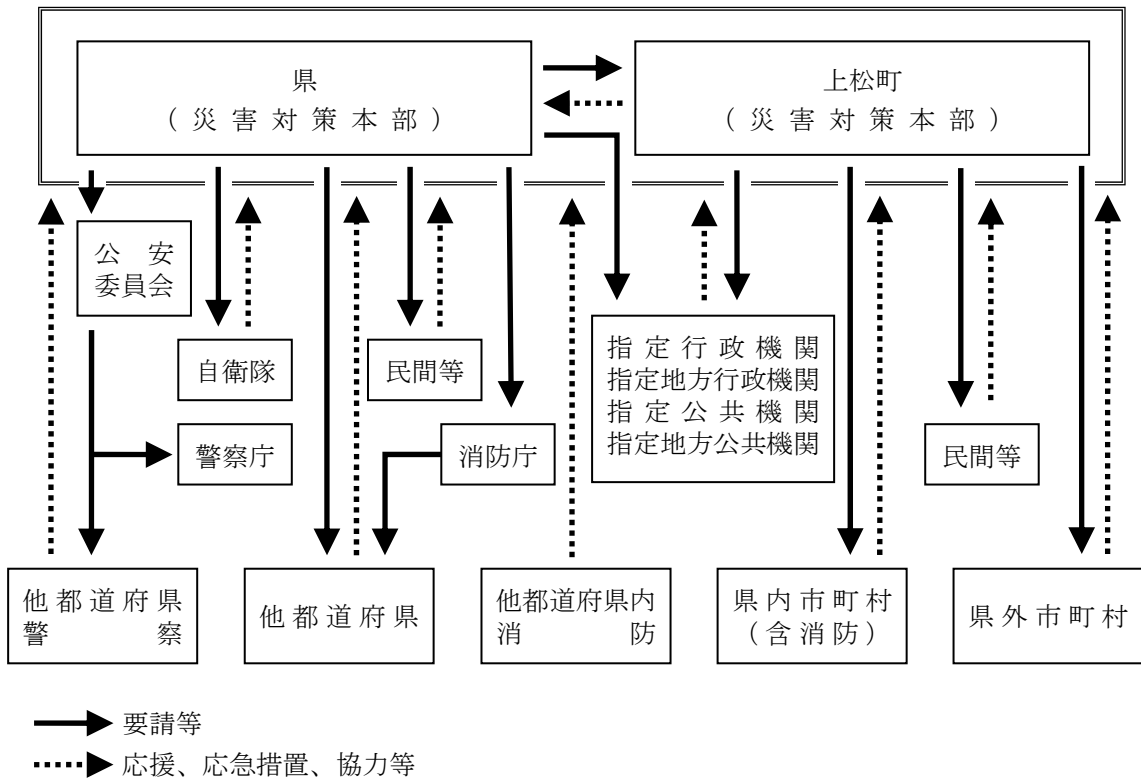 県
(災害対策本部)
上松町
(災害対策本部)
公安
委員会
自衛隊
民間等
指定行政機関
指定地方行政機関
指定公共機関
指定地方公共機関
警察庁
消防庁
民間等
他都道府県
警察
他都道府県
他都道府県内
消防
県内市町村
(含消防)
県外市町村
要請等
応援、応急措置、協力等